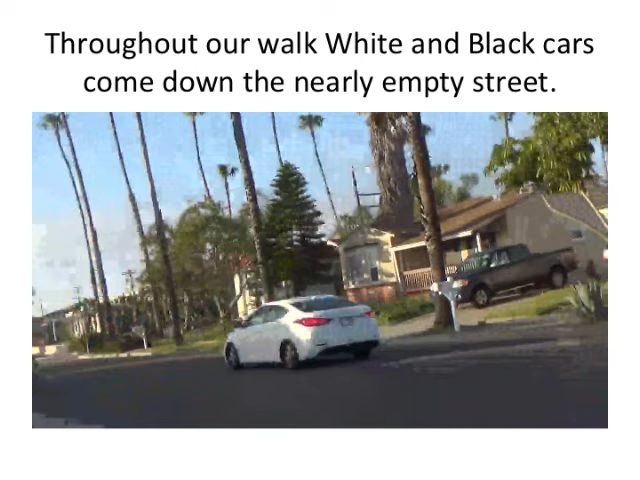 Throughout our walk White and Black cars
come down the nearly empty street.